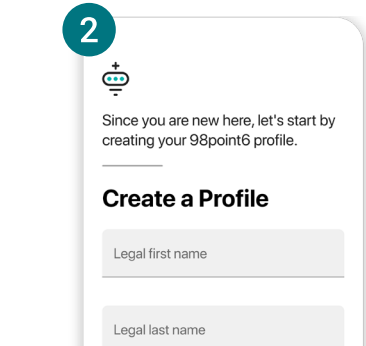 2
Since you are new here, let's start by
creating your 98point6 profile.
Create a Profile
Legal first name
Legal last name